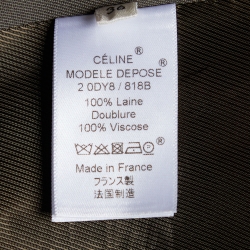 CÉLINE®
MODELE DEPOSE®
2 0DY8 / 818B
100% Laine
Doublure
100% Viscose
Made in France
フランス製
法国制造